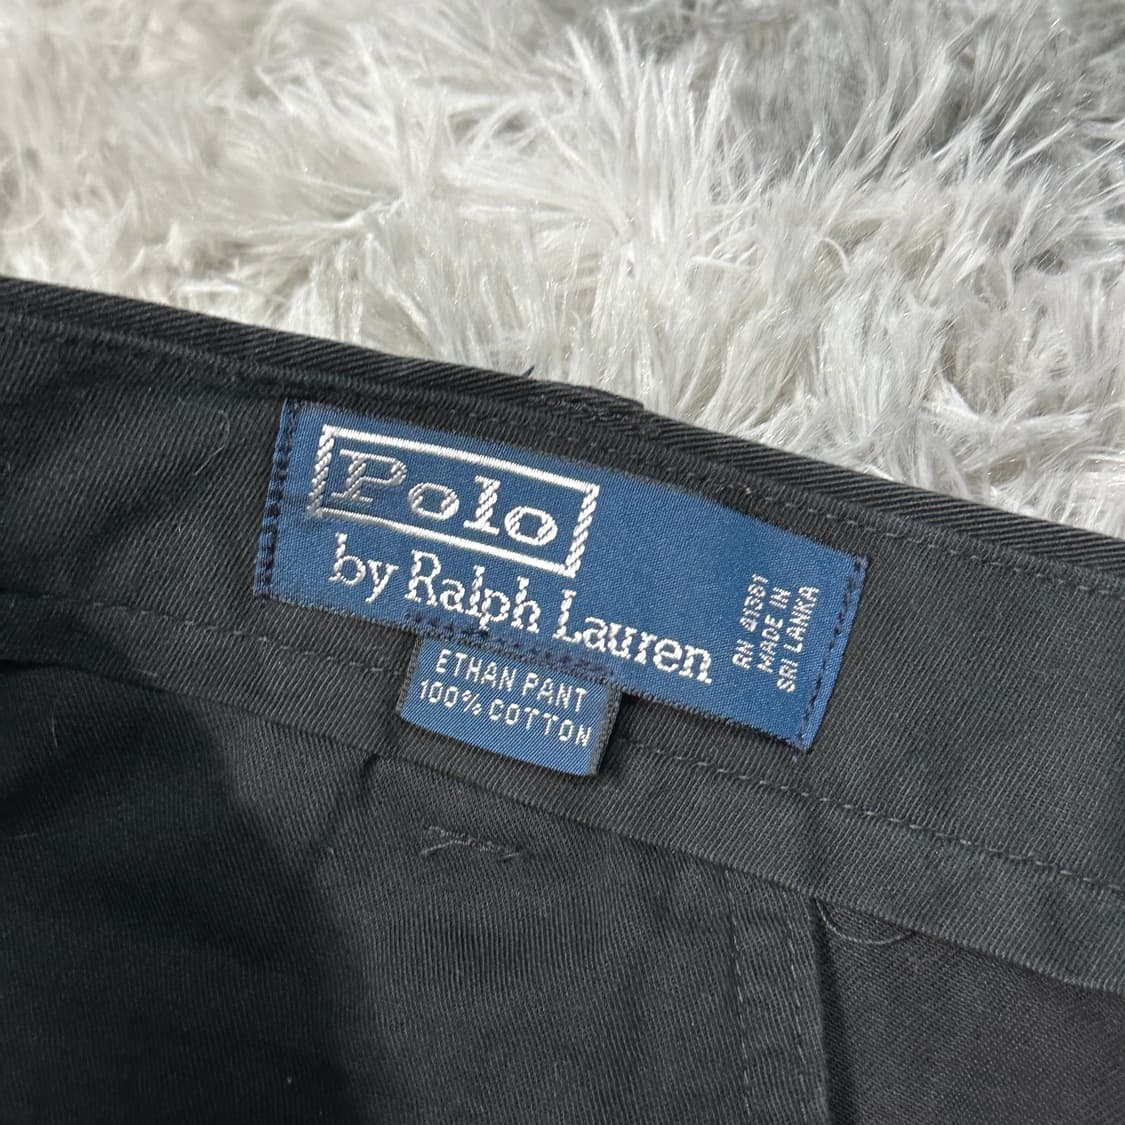 Polo
by Ralph Lauren
RN 41381
MADE IN
SRI LANKA
ETHAN PANT
100% COTTON